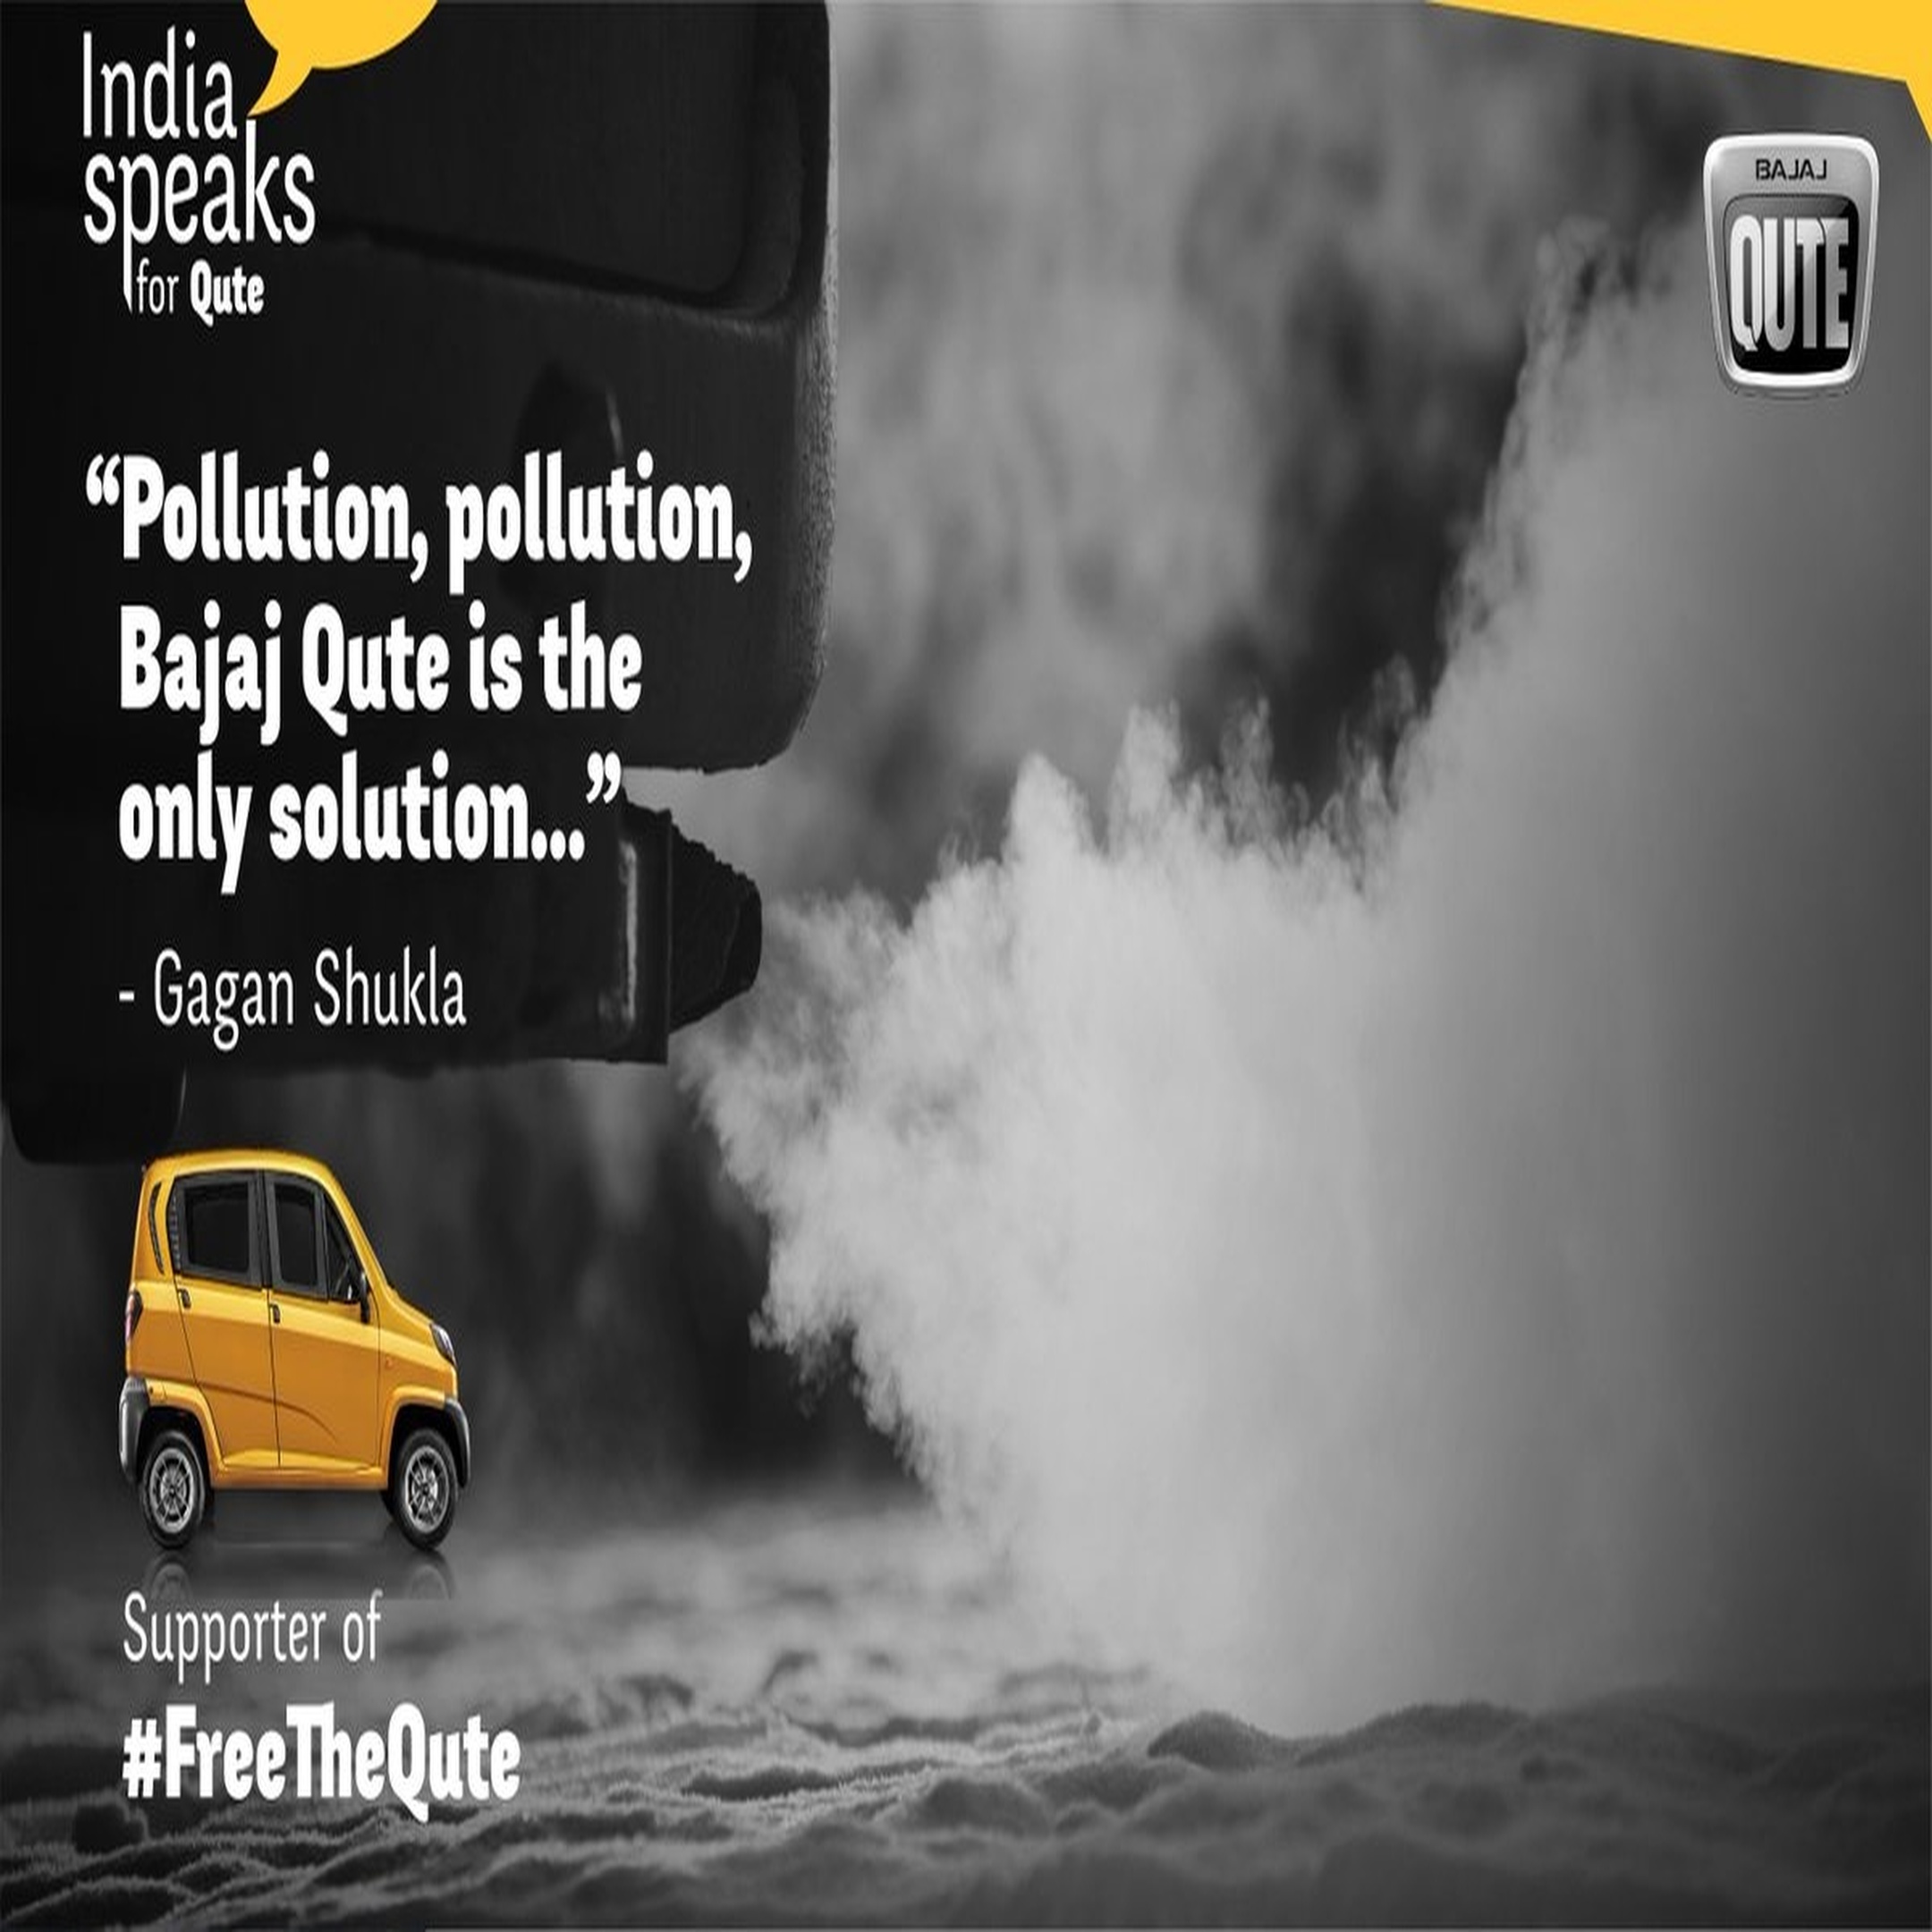 India
speaks
for Qute
BAJAJ
QUTE
“Pollution, pollution,
Bajaj Qute is the
only solution...”
- Gagan Shukla
Supporter of
#FreeTheQute